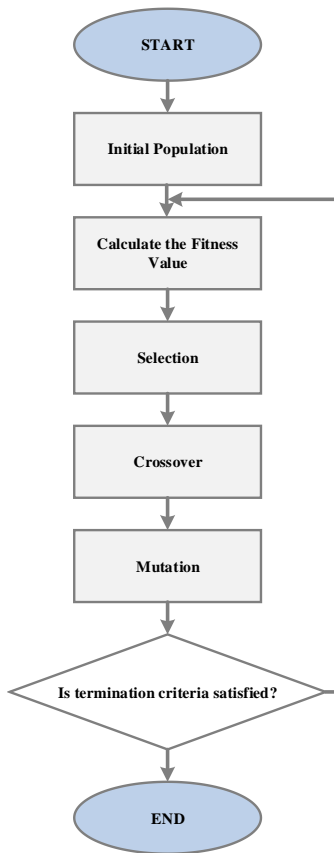 START
Initial Population
Calculate the Fitness
Value
Selection
Crossover
Mutation
Is termination criteria satisfied?
END